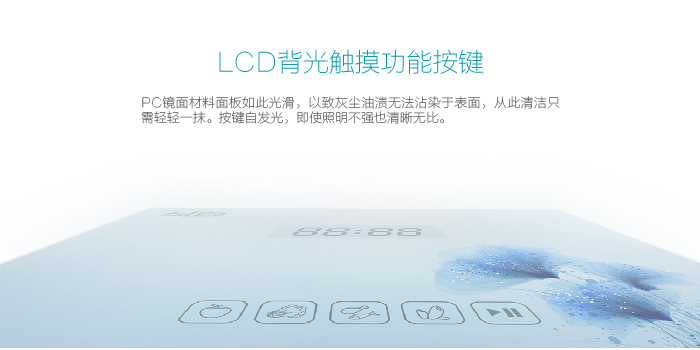 LCD背光触摸功能按键
PC镜面材料面板如此光滑，以致灰尘油渍无法沾染于表面，从此清洁只
需轻轻一抹。按键自发光，即使照明不强也清晰无比。
88:88